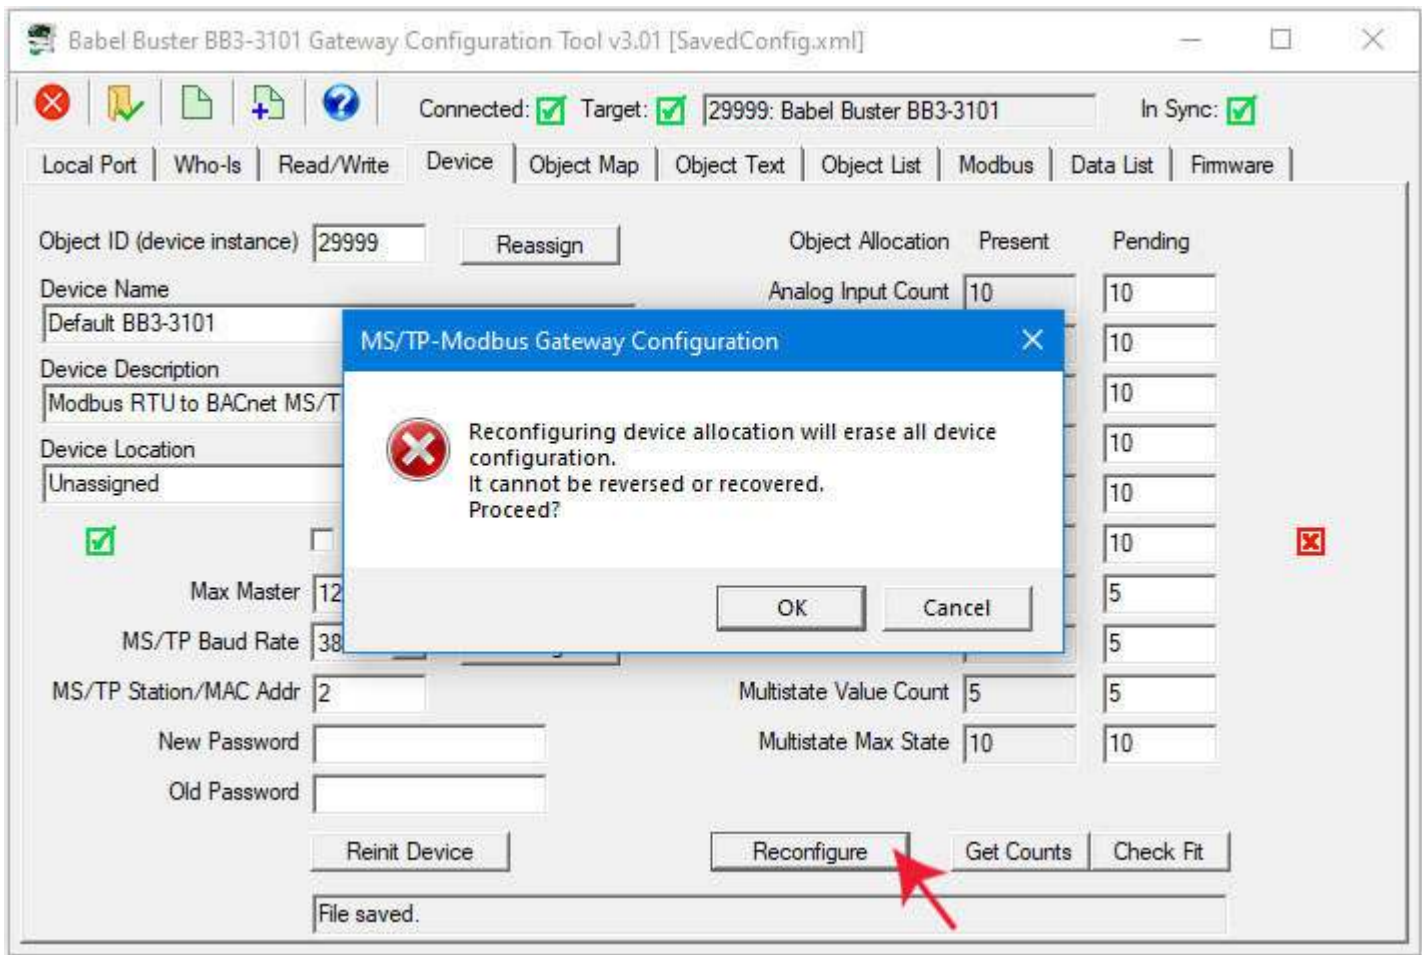 Babel Buster BB3-3101 Gateway Configuration Tool v3.01 [SavedConfig.xml]
Connected: Target: 29999: Babel Buster BB3-3101 In Sync:
Local Port Who-Is Read/Write Device Object Map Object Text Object List Modbus Data List Firmware
Object ID (device instance) 29999 Reassign Object Allocation Present Pending
Device Name Analog Input Count 10 10
Default BB3-3101 10
MS/TP-Modbus Gateway Configuration
Device Description
Modbus RTU to BACnet MS/T 10
Reconfiguring device allocation will erase all device
configuration.
It cannot be reversed or recovered.
Proceed?
Device Location 10
Unassigned 10
10
OK Cancel
Max Master 12 5
MS/TP Baud Rate 38 5
MS/TP Station/MAC Addr 2 Multistate Value Count 5 5
New Password Multistate Max State 10 10
Old Password
Reinit Device Reconfigure Get Counts Check Fit
File saved.